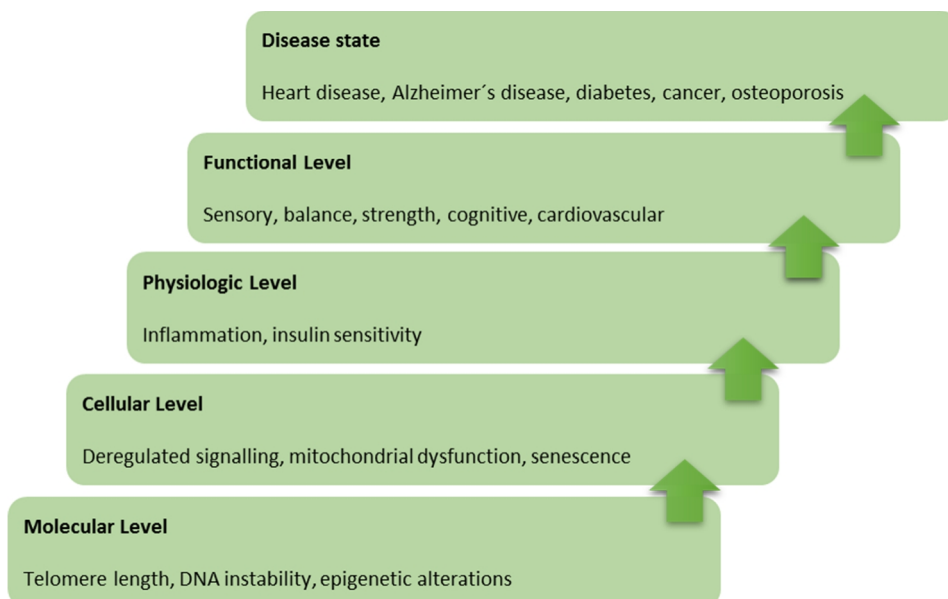 Disease state
Heart disease, Alzheimer´s disease, diabetes, cancer, osteoporosis
Functional Level
Sensory, balance, strength, cognitive, cardiovascular
Physiologic Level
Inflammation, insulin sensitivity
Cellular Level
Deregulated signalling, mitochondrial dysfunction, senescence
Molecular Level
Telomere length, DNA instability, epigenetic alterations